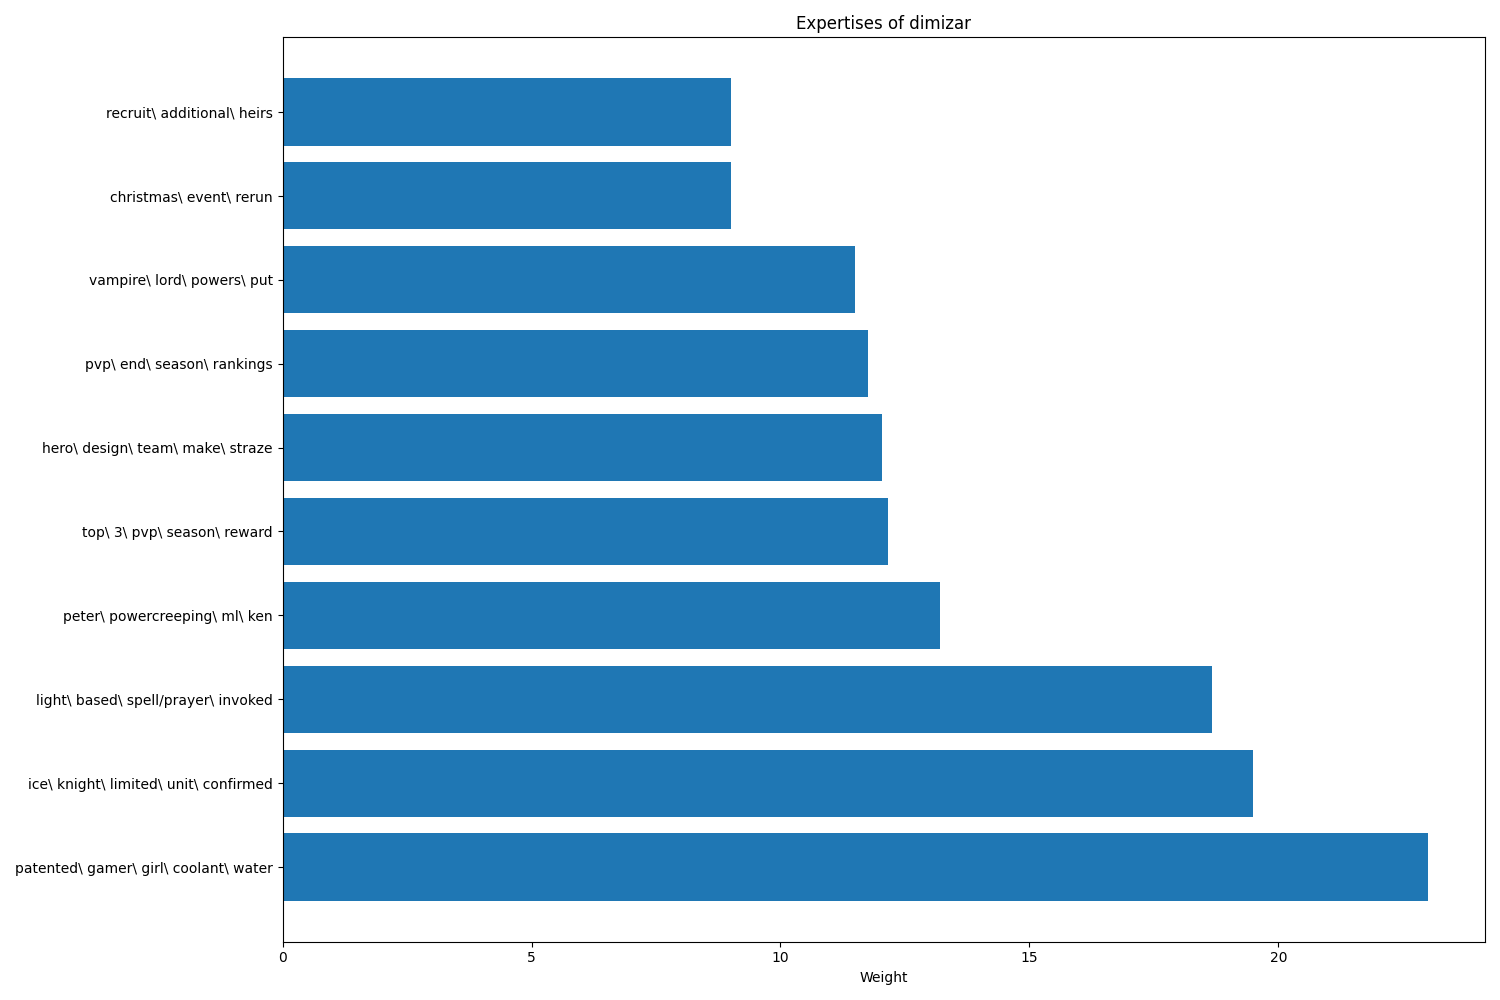 Expertises of dimizar
recruit\ additional\ heirs
christmas\ event\ rerun
vampire\ lord\ powers\ put
pvp\ end\ season\ rankings
hero\ design\ team\ make\ straze
top\ 3\ pvp\ season\ reward
peter\ powercreeping\ ml\ ken
light\ based\ spell/prayer\ invoked
ice\ knight\ limited\ unit\ confirmed
patented\ gamer\ girl\ coolant\ water
0 5 10 15 20
Weight